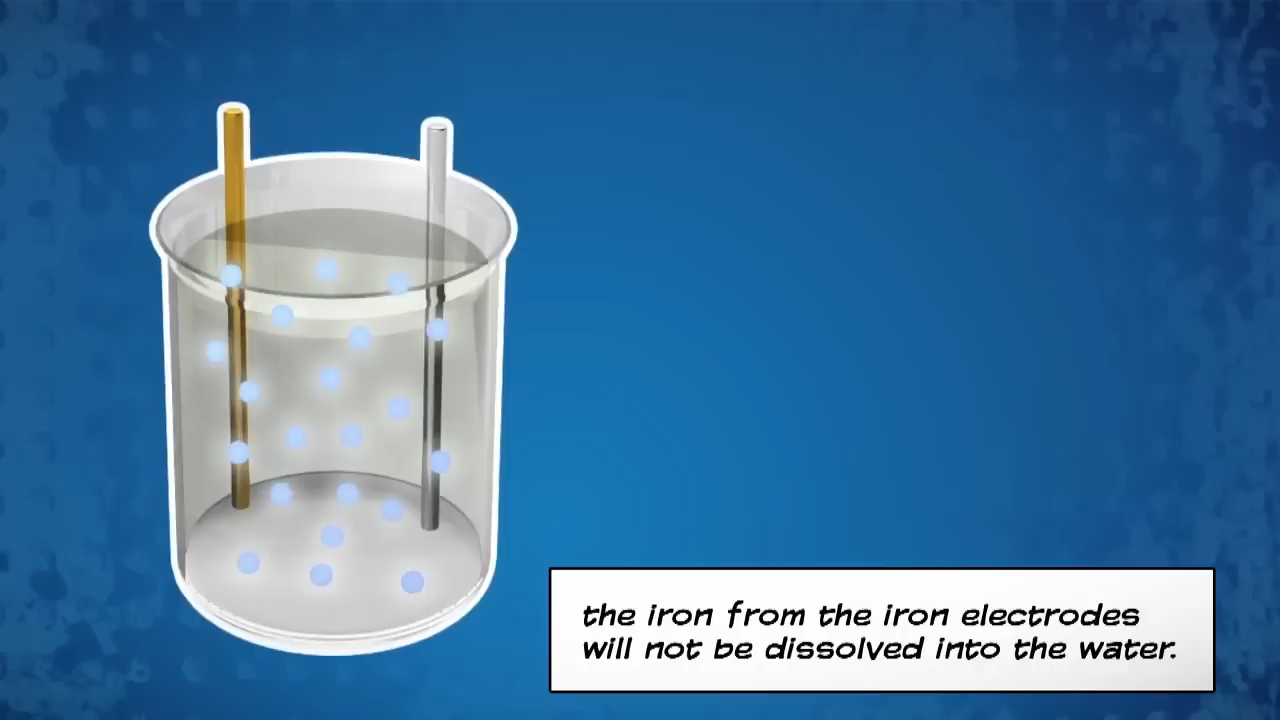 the iron from the iron electrodes
will not be dissolved into the water.